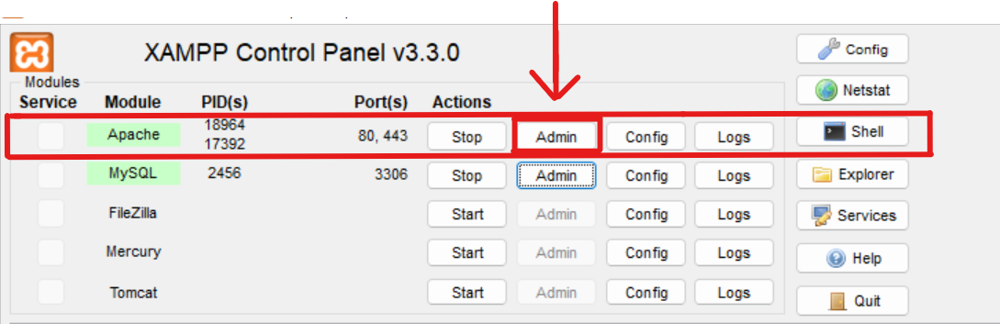 XAMPP Control Panel v3.3.0
Modules
Service Module PID(s) Port(s) Actions
Apache 18964 17392 80, 443 Stop Admin Config Logs
MySQL 2456 3306 Stop Admin Config Logs
FileZilla Start Admin Config Logs
Mercury Start Admin Config Logs
Tomcat Start Admin Config Logs
Config
Netstat
Shell
Explorer
Services
Help
Quit